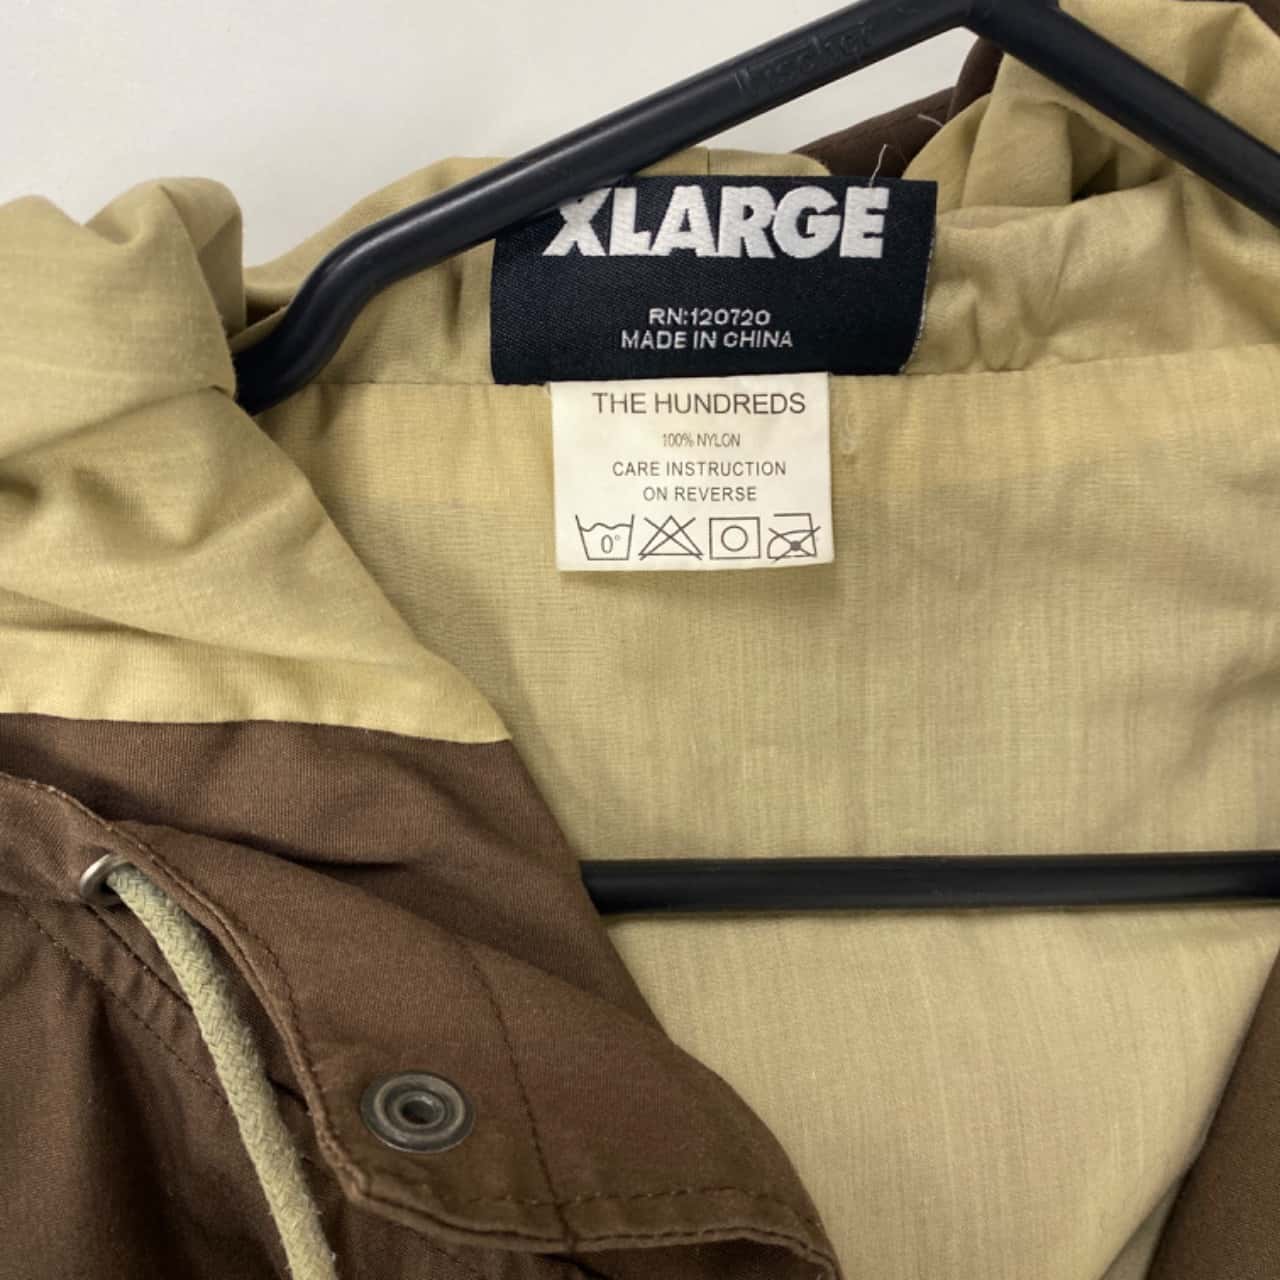 XLARGE
RN:120720
MADE IN CHINA
THE HUNDREDS
100% NYLON
CARE INSTRUCTION
ON REVERSE
0°